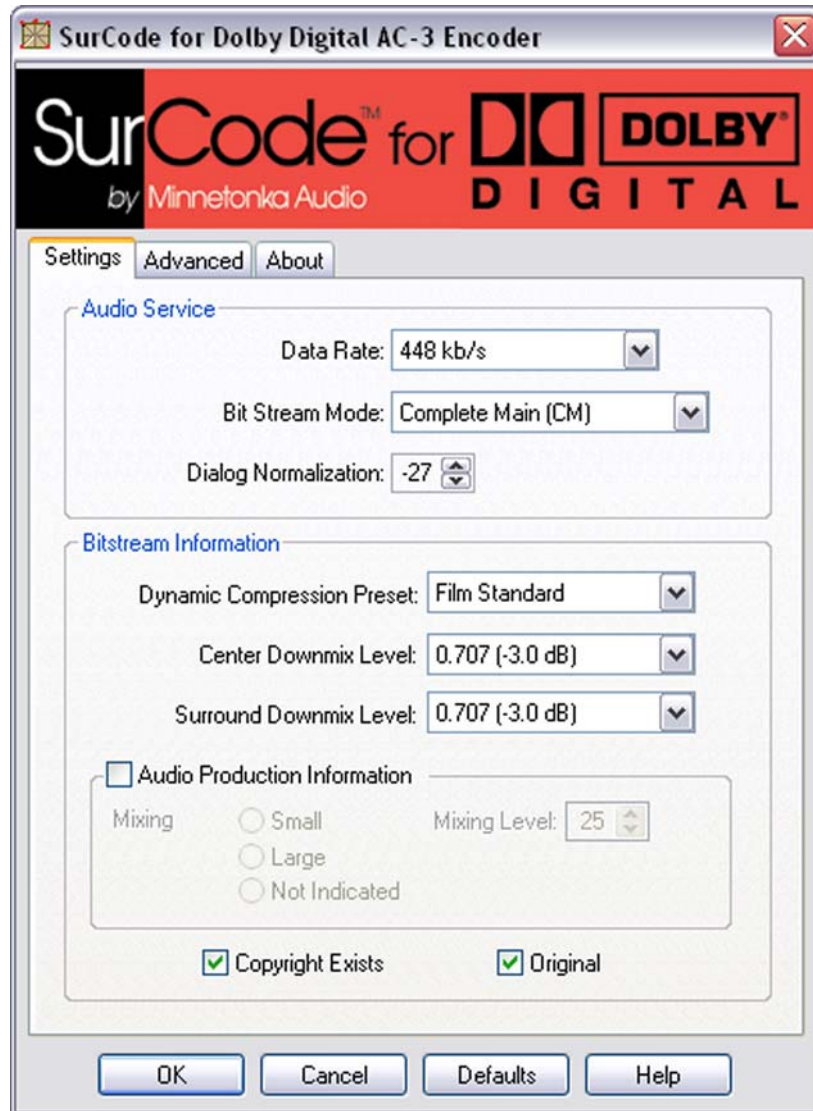 SurCode for Dolby Digital AC-3 Encoder
SurCode™ for DOLBY®
by Minnetonka Audio DIGITAL
Settings Advanced About
Audio Service
Data Rate: 448 kb/s
Bit Stream Mode: Complete Main (CM)
Dialog Normalization: -27
Bitstream Information
Dynamic Compression Preset: Film Standard
Center Downmix Level: 0.707 (-3.0 dB)
Surround Downmix Level: 0.707 (-3.0 dB)
Audio Production Information
Mixing Small Mixing Level: 25
Large
Not Indicated
Copyright Exists Original
OK Cancel Defaults Help